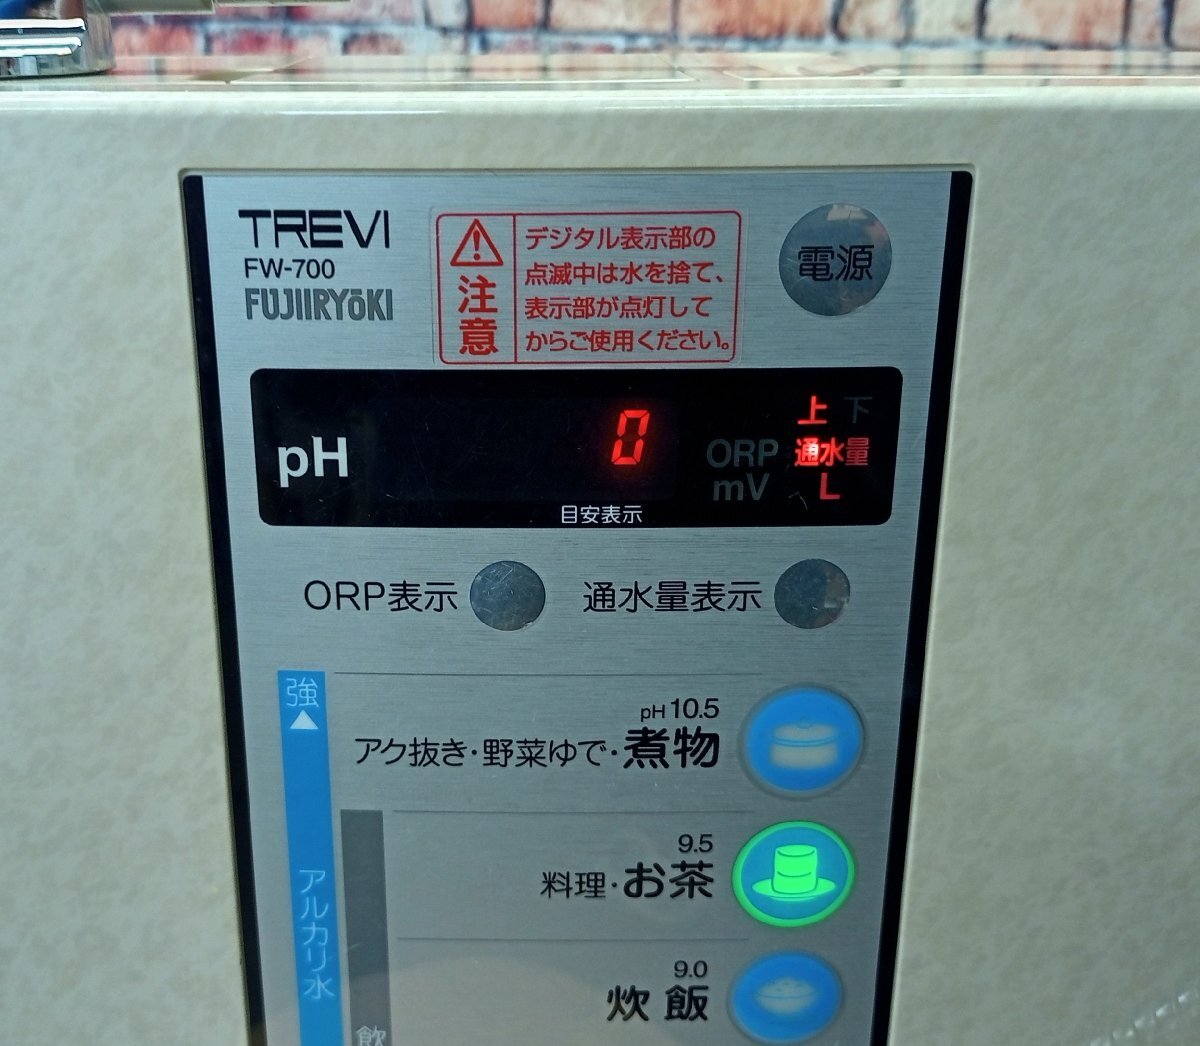 TREVI
FW-700
FUJIIRYōKI
注意
デジタル表示部の
点滅中は水を捨て、
表示部が点灯して
からご使用ください。
電源
pH
0
上 下
ORP 通水量
mV L
目安表示
ORP表示
通水量表示
強
pH 10.5
アク抜き・野菜ゆで・煮物
9.5
料理・お茶
アルカリ水
9.0
炊飯
飲